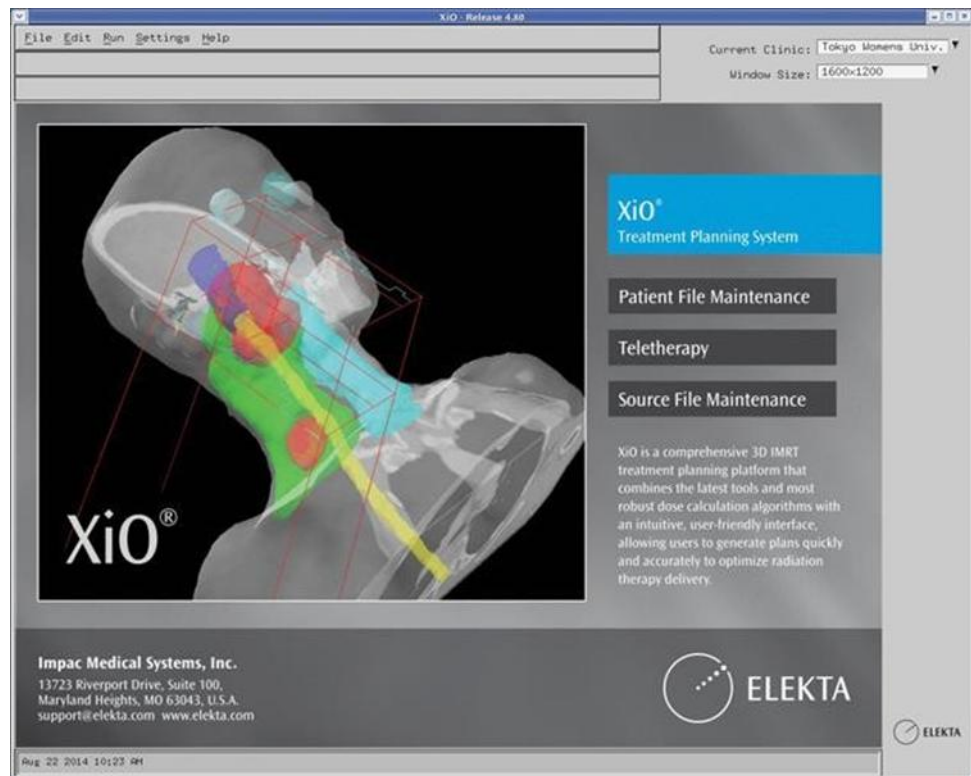 XiO - Release 4.80
File Edit Run Settings Help
Current Clinic: Tokyo Womens Univ.
Window Size: 1600x1200
XiO®
Treatment Planning System
Patient File Maintenance
Teletherapy
Source File Maintenance
XiO is a comprehensive 3D IMRT
treatment planning platform that
combines the latest tools and most
robust dose calculation algorithms with
an intuitive, user-friendly interface,
allowing users to generate plans quickly
and accurately to optimize radiation
therapy delivery.
XiO®
Impac Medical Systems, Inc.
13723 Riverport Drive, Suite 100,
Maryland Heights, MO 63043, U.S.A.
support@elekta.com www.elekta.com
ELEKTA
ELEKTA
Aug 22 2014 10:23 AM